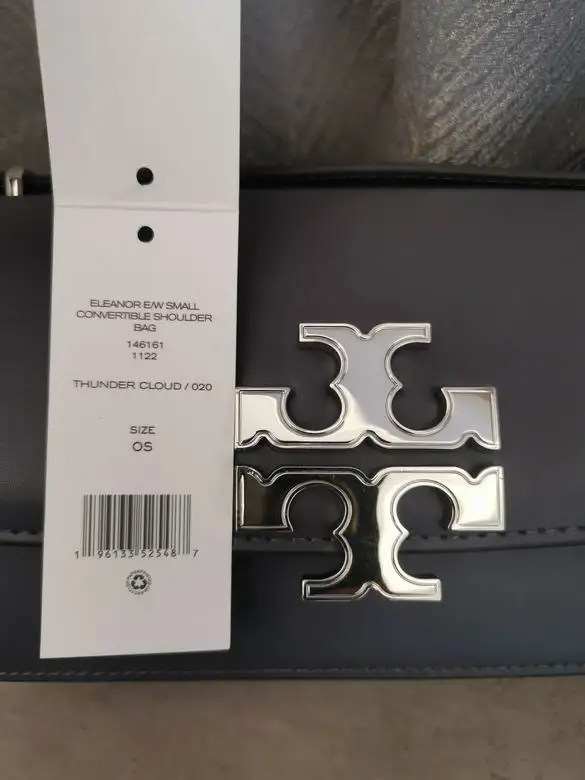 ELEANOR E/W SMALL
CONVERTIBLE SHOULDER
BAG
146161
1122
THUNDER CLOUD / 020
SIZE
OS
1 96133 52548 7